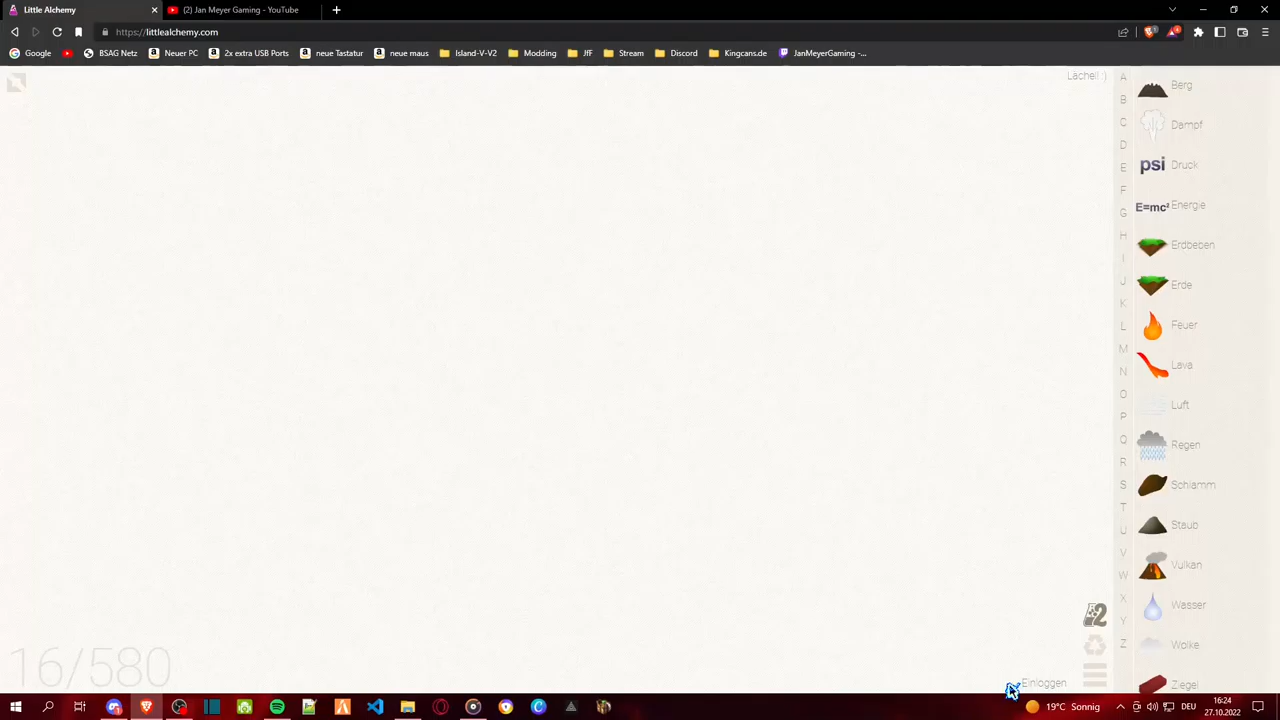 Little Alchemy
(2) Jan Meyer Gaming - YouTube
https://littlealchemy.com
Google
BSAG Netz
Neuer PC
2x extra USB Ports
neue Tastatur
neue maus
Island-V-V2
Modding
JfF
Stream
Discord
Kingcans.de
JanMeyerGaming -...
Lächell :)
A
B
C
D
E
F
G
H
I
J
K
L
M
N
O
P
Q
R
S
T
U
V
W
X
Y
Z
Berg
Dampf
psi Druck
E=mc² Energie
Erdbeben
Erde
Feuer
Lava
Luft
Regen
Schlamm
Staub
Vulkan
Wasser
Wolke
Ziegel
2
16/580
Einloggen
19°C Sonnig
16:24
27.10.2022